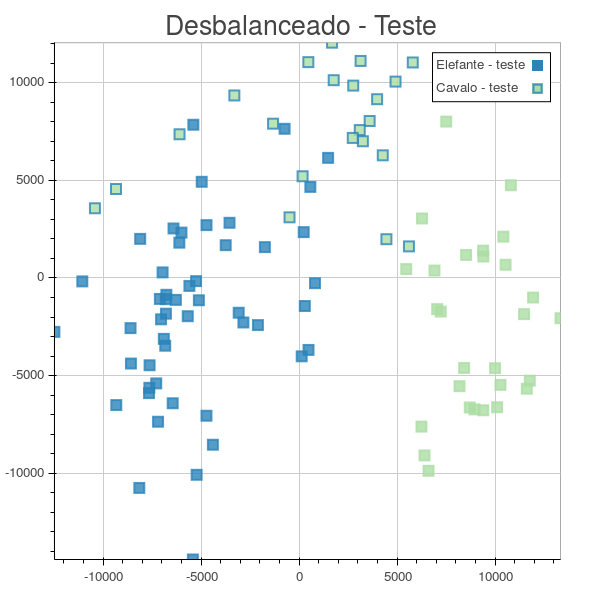 Desbalanceado - Teste
Elefante - teste
Cavalo - teste
10000
5000
0
-5000
-10000
-10000 -5000 0 5000 10000